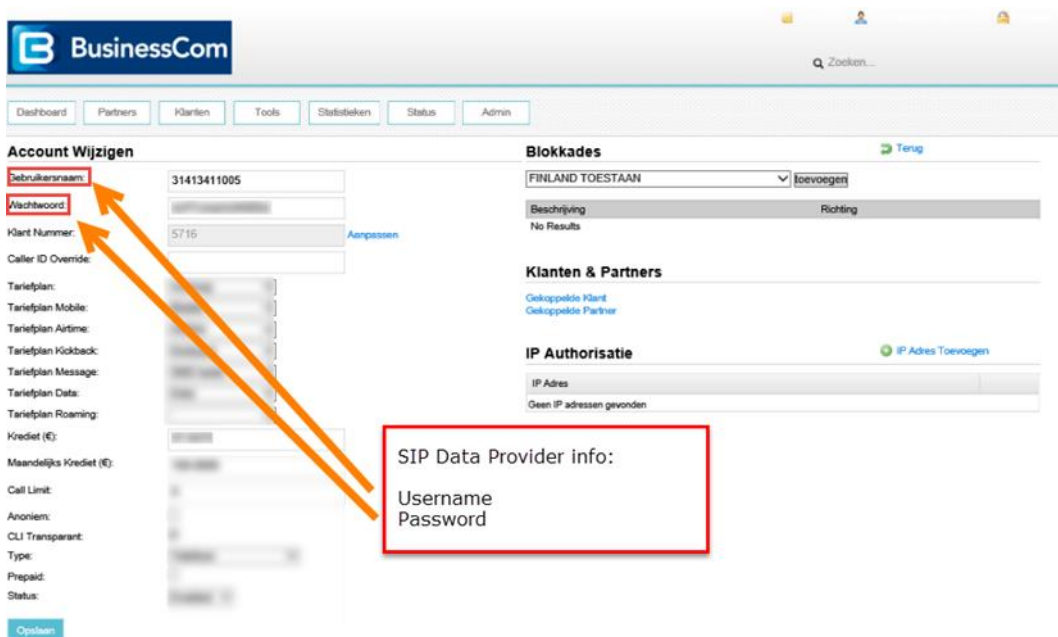 BusinessCom
Zoeken...
Dashboard
Partners
Klanten
Tools
Statistieken
Status
Admin
Account Wijzigen
Gebruikersnaam:
31413411005
Wachtwoord:
Klant Nummer:
5716
Aanpassen
Caller ID Override:
Tariefplan:
Tariefplan Mobile:
Tariefplan Airtime:
Tariefplan Kickback:
Tariefplan Message:
Tariefplan Data:
Tariefplan Roaming:
Krediet (€):
Maandelijks Krediet (€):
Call Limit:
Anoniem:
CLI Transparant:
Type:
Prepaid:
Status:
Opslaan
Blokkades
Terug
FINLAND TOESTAAN
toevoegen
Beschrijving
Richting
No Results
Klanten & Partners
Gekoppelde Klant
Gekoppelde Partner
IP Authorisatie
IP Adres Toevoegen
IP Adres
Geen IP adressen gevonden
SIP Data Provider info:
Username
Password